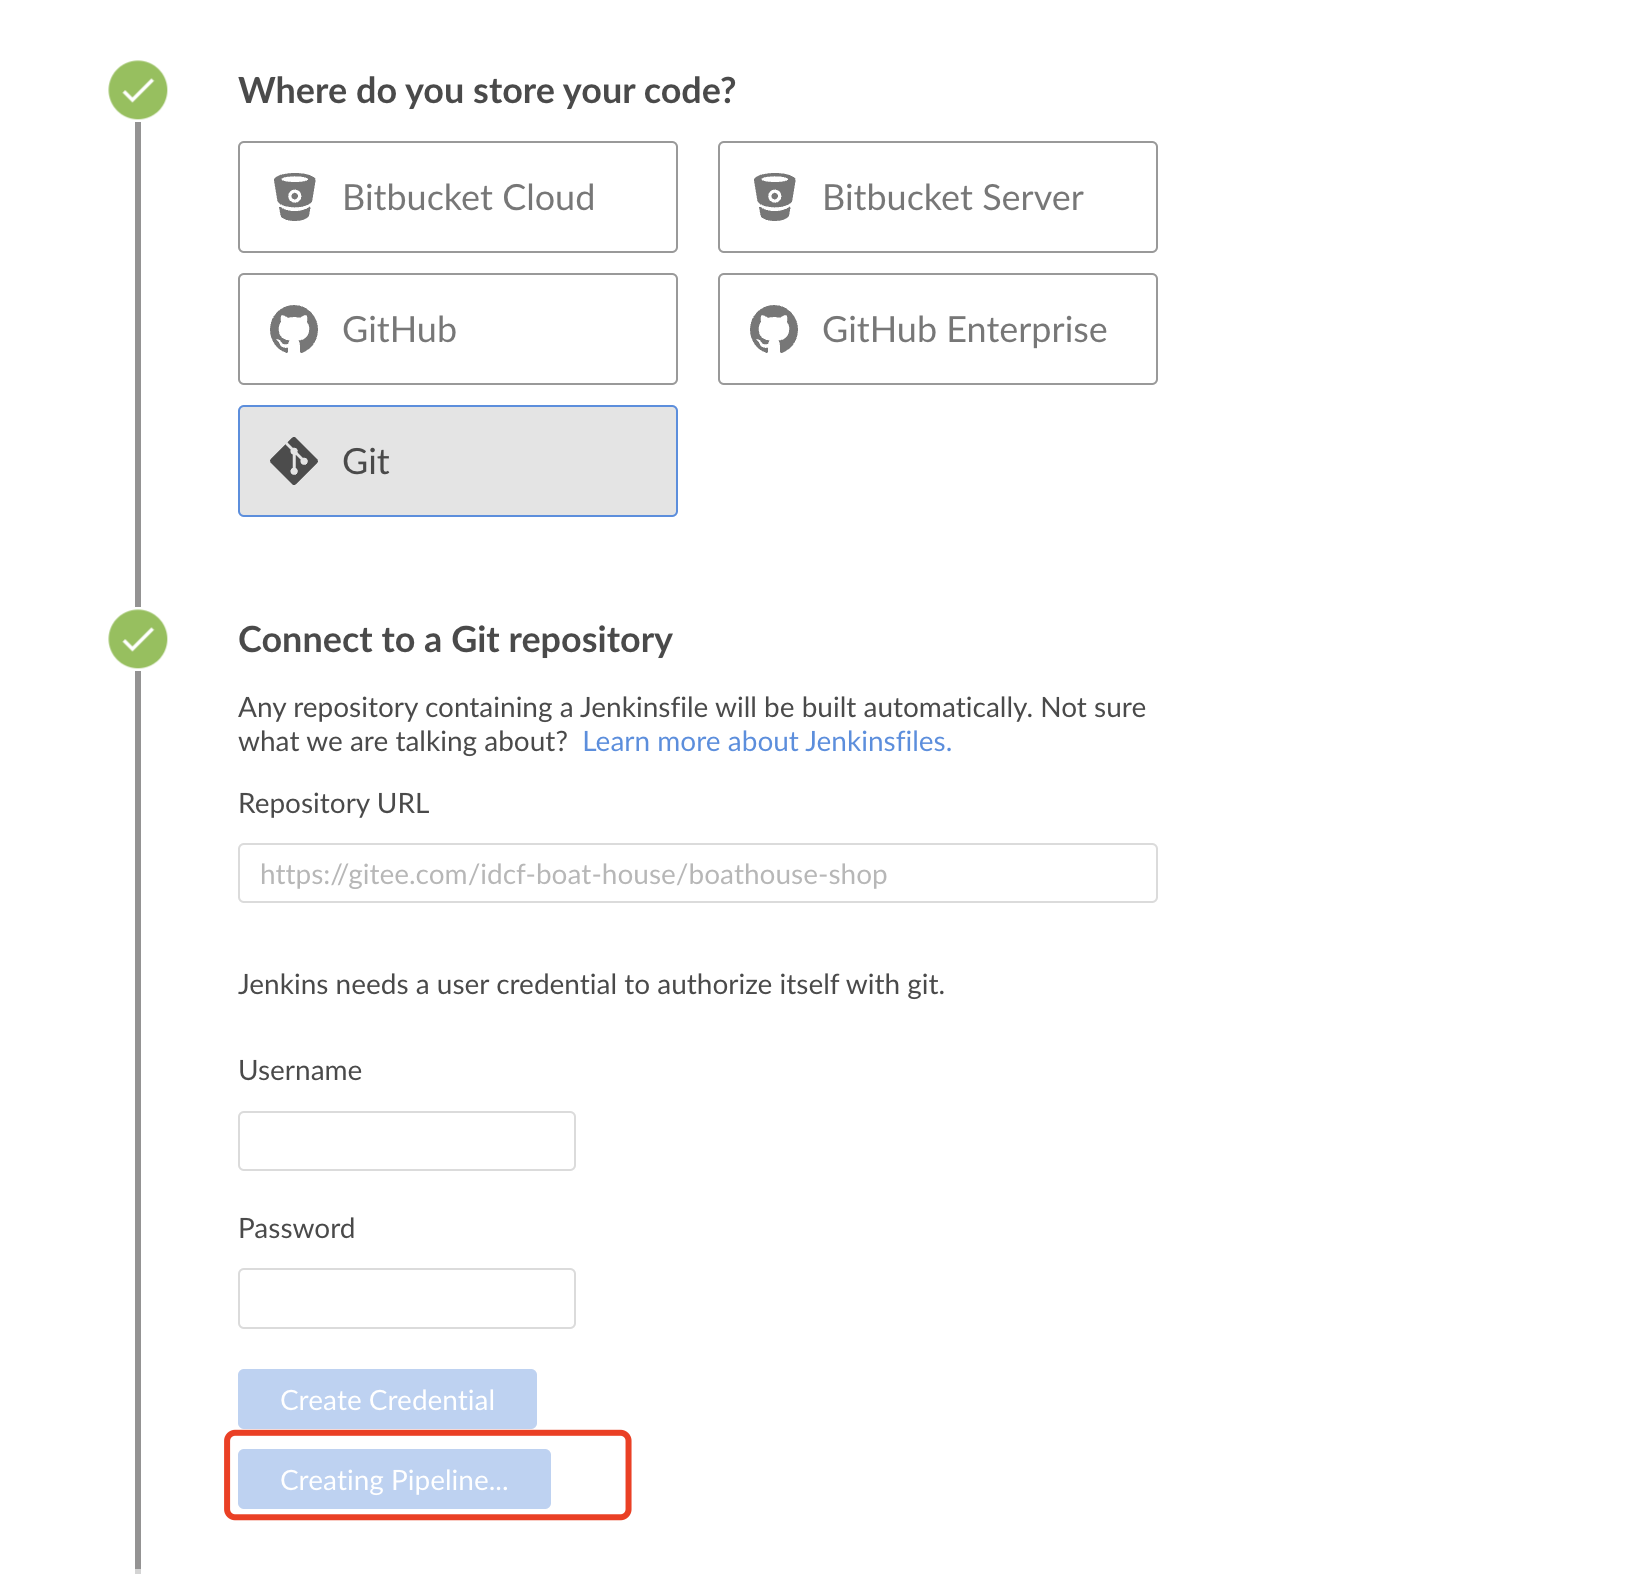 Where do you store your code?
Bitbucket Cloud
Bitbucket Server
GitHub
GitHub Enterprise
Git
Connect to a Git repository
Any repository containing a Jenkinsfile will be built automatically. Not sure
what we are talking about? Learn more about Jenkinsfiles.
Repository URL
https://gitee.com/idcf-boat-house/boathouse-shop
Jenkins needs a user credential to authorize itself with git.
Username
Password
Create Credential
Creating Pipeline...